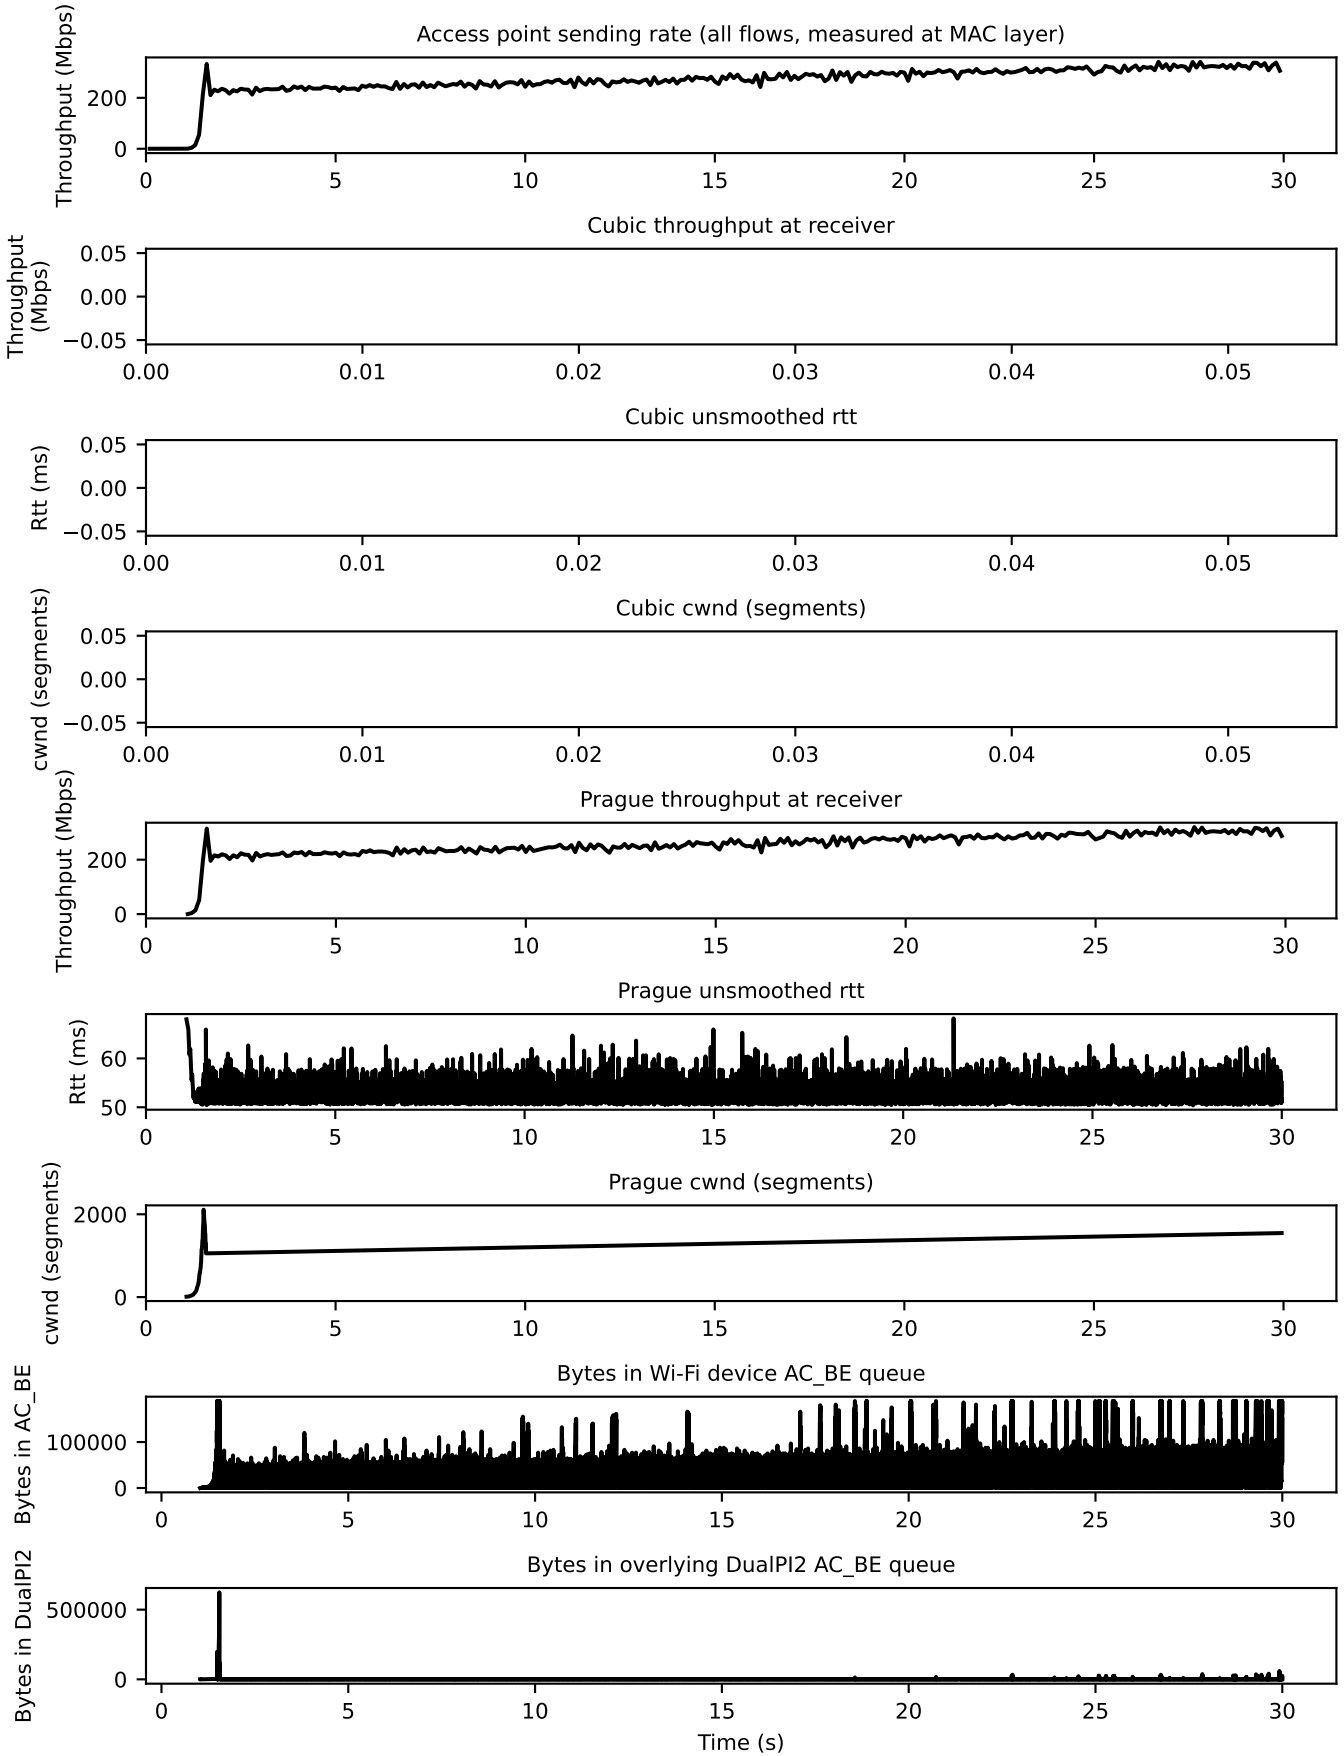 Access point sending rate (all flows, measured at MAC layer)
Throughput (Mbps)
200
0
0 5 10 15 20 25 30
Cubic throughput at receiver
Throughput
(Mbps)
0.05
0.00
−0.05
0.00 0.01 0.02 0.03 0.04 0.05
Cubic unsmoothed rtt
Rtt (ms)
0.05
0.00
−0.05
0.00 0.01 0.02 0.03 0.04 0.05
Cubic cwnd (segments)
cwnd (segments)
0.05
0.00
−0.05
0.00 0.01 0.02 0.03 0.04 0.05
Prague throughput at receiver
Throughput (Mbps)
200
0
0 5 10 15 20 25 30
Prague unsmoothed rtt
Rtt (ms)
60
50
0 5 10 15 20 25 30
Prague cwnd (segments)
cwnd (segments)
2000
0
0 5 10 15 20 25 30
Bytes in Wi-Fi device AC_BE queue
Bytes in AC_BE
100000
0
0 5 10 15 20 25 30
Bytes in overlying DualPI2 AC_BE queue
Bytes in DualPI2
500000
0
0 5 10 15 20 25 30
Time (s)